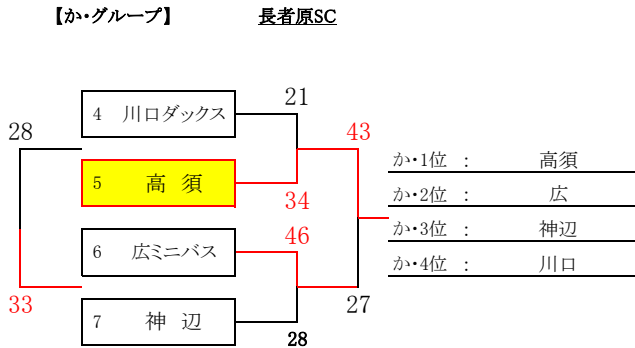 【か・グループ】 長者原SC
21
4 川口ダックス
28
43
か・1位 : 高須
5 高 須
か・2位 : 広
34
46
か・3位 : 神辺
6 広ミニバス
か・4位 : 川口
33
27
7 神 辺
28